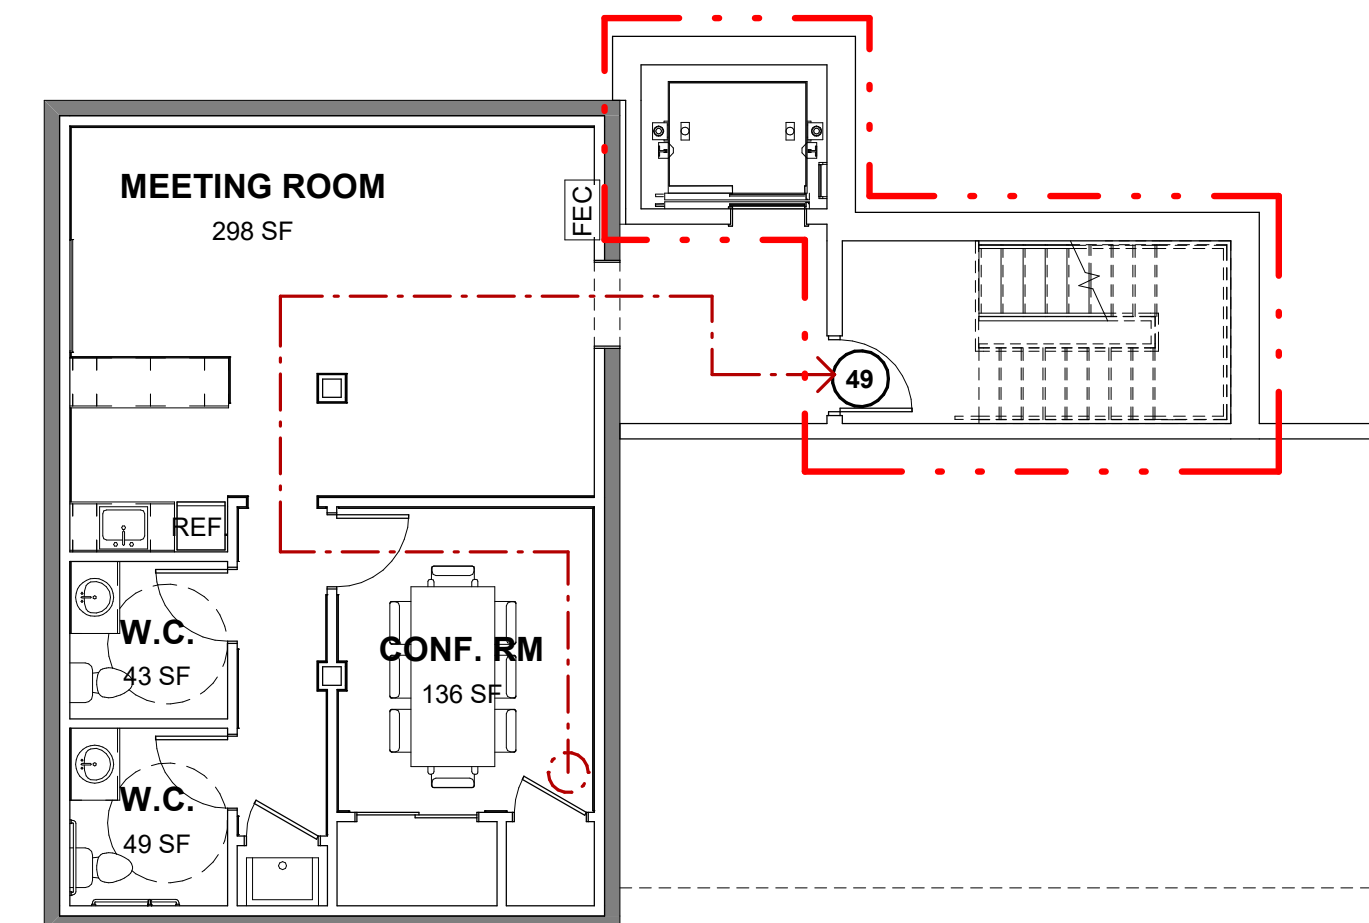 MEETING ROOM
298 SF
FEC
49
REF.
W.C.
43 SF
CONF. RM
136 SF
W.C.
49 SF